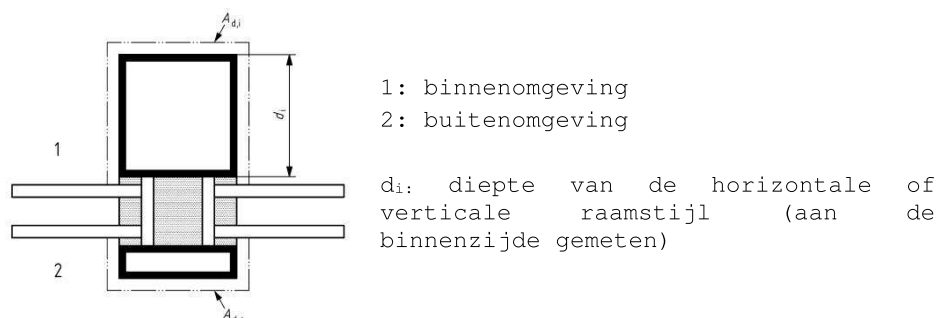 A_d,i
d_i
1
2
1: binnenomgeving
2: buitenomgeving
d_i: diepte van de horizontale of
verticale raamstijl (aan de
binnenzijde gemeten)